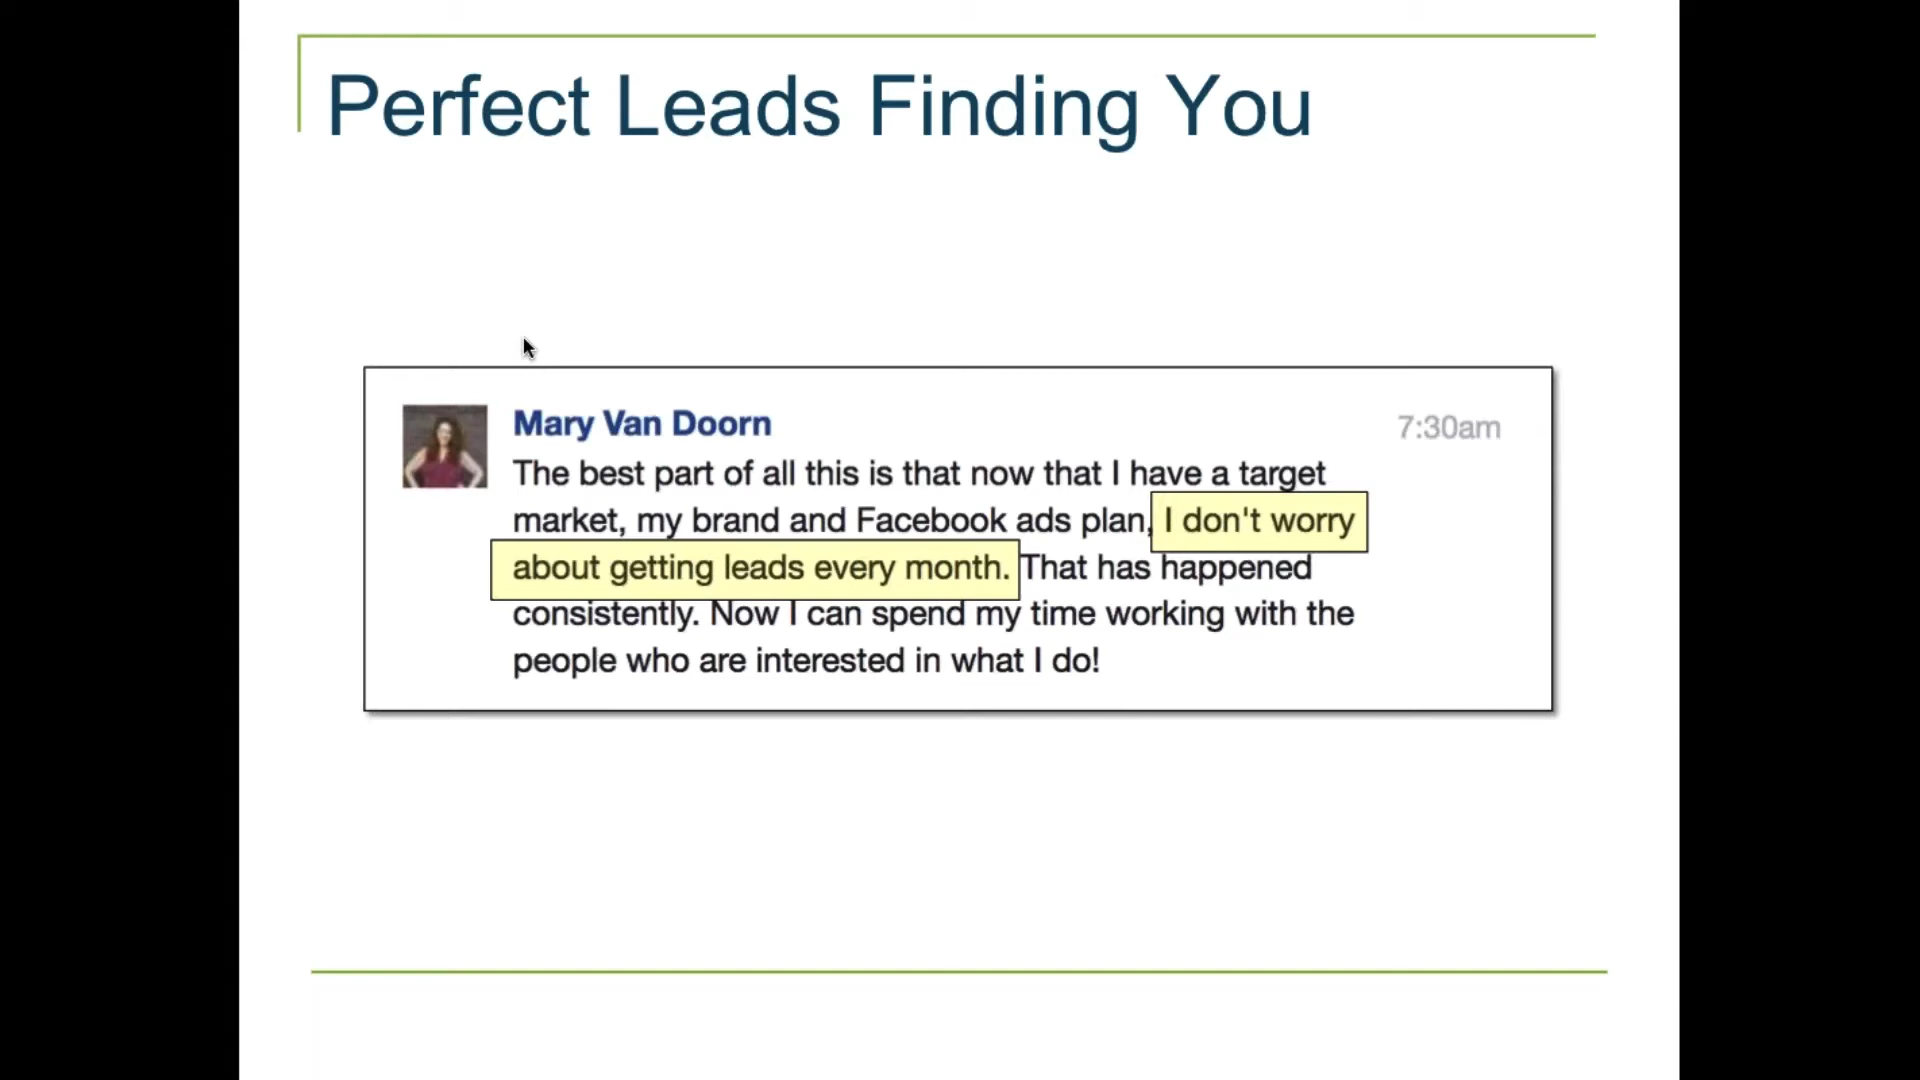 Perfect Leads Finding You
Mary Van Doorn
7:30am
The best part of all this is that now that I have a target
market, my brand and Facebook ads plan, I don't worry
about getting leads every month. That has happened
consistently. Now I can spend my time working with the
people who are interested in what I do!